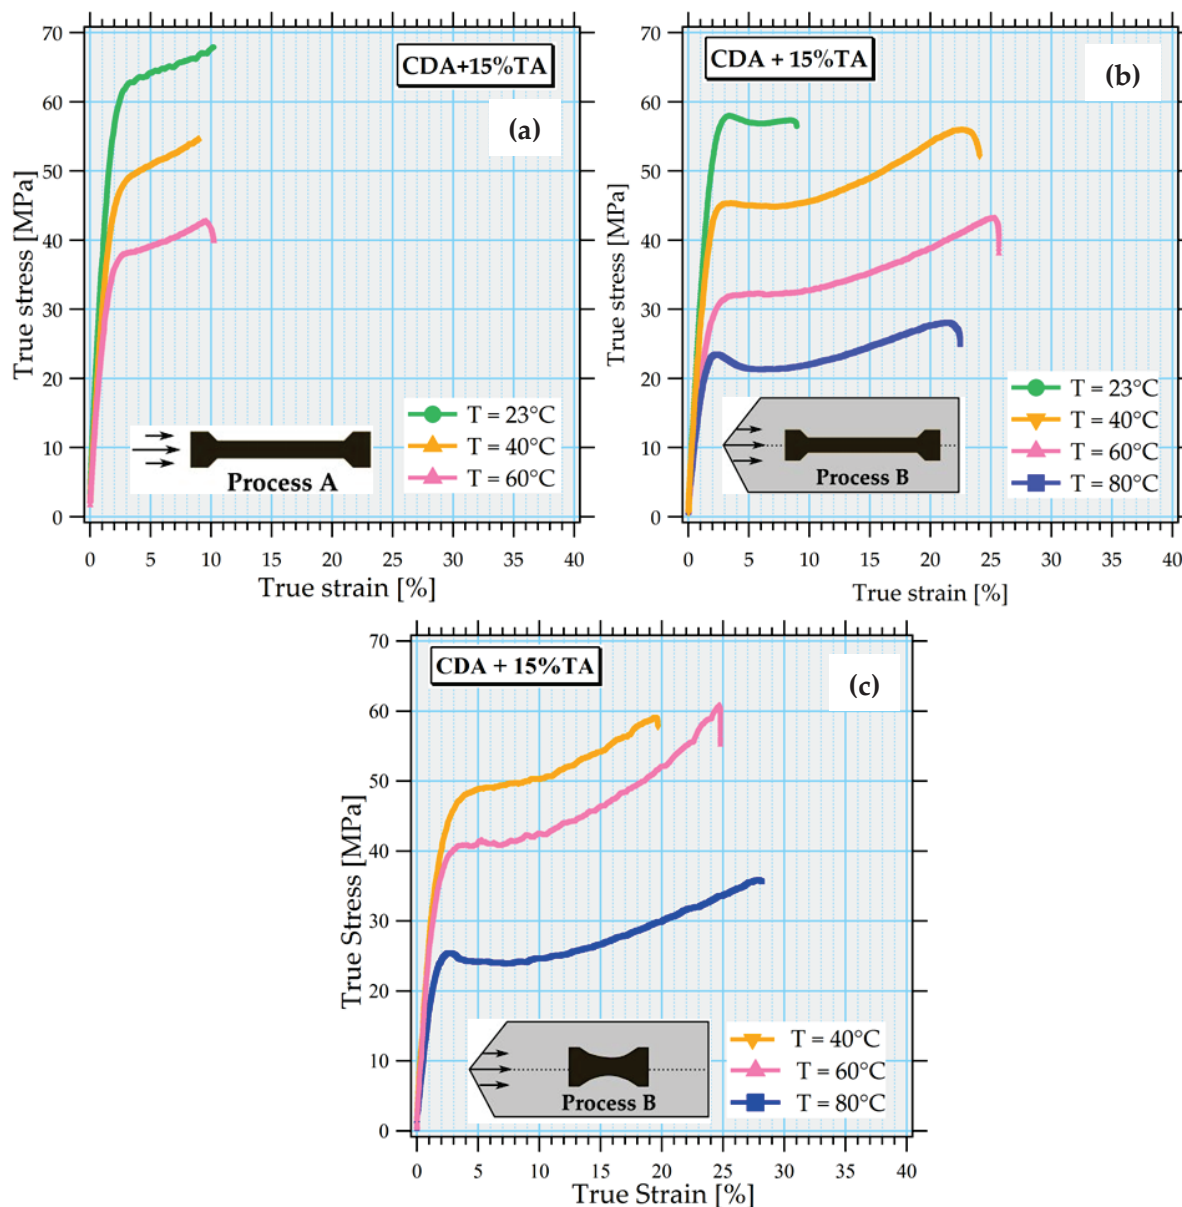 CDA+15%TA
(a)
True stress [MPa]
70
60
50
40
30
20
10
0
T = 23°C
T = 40°C
T = 60°C
Process A
0 5 10 15 20 25 30 35 40
True strain [%]
CDA + 15%TA
(b)
True stress [MPa]
70
60
50
40
30
20
10
0
T = 23°C
T = 40°C
T = 60°C
T = 80°C
Process B
0 5 10 15 20 25 30 35 40
True strain [%]
CDA + 15%TA
(c)
True Stress [MPa]
70
60
50
40
30
20
10
0
T = 40°C
T = 60°C
T = 80°C
Process B
0 5 10 15 20 25 30 35 40
True Strain [%]